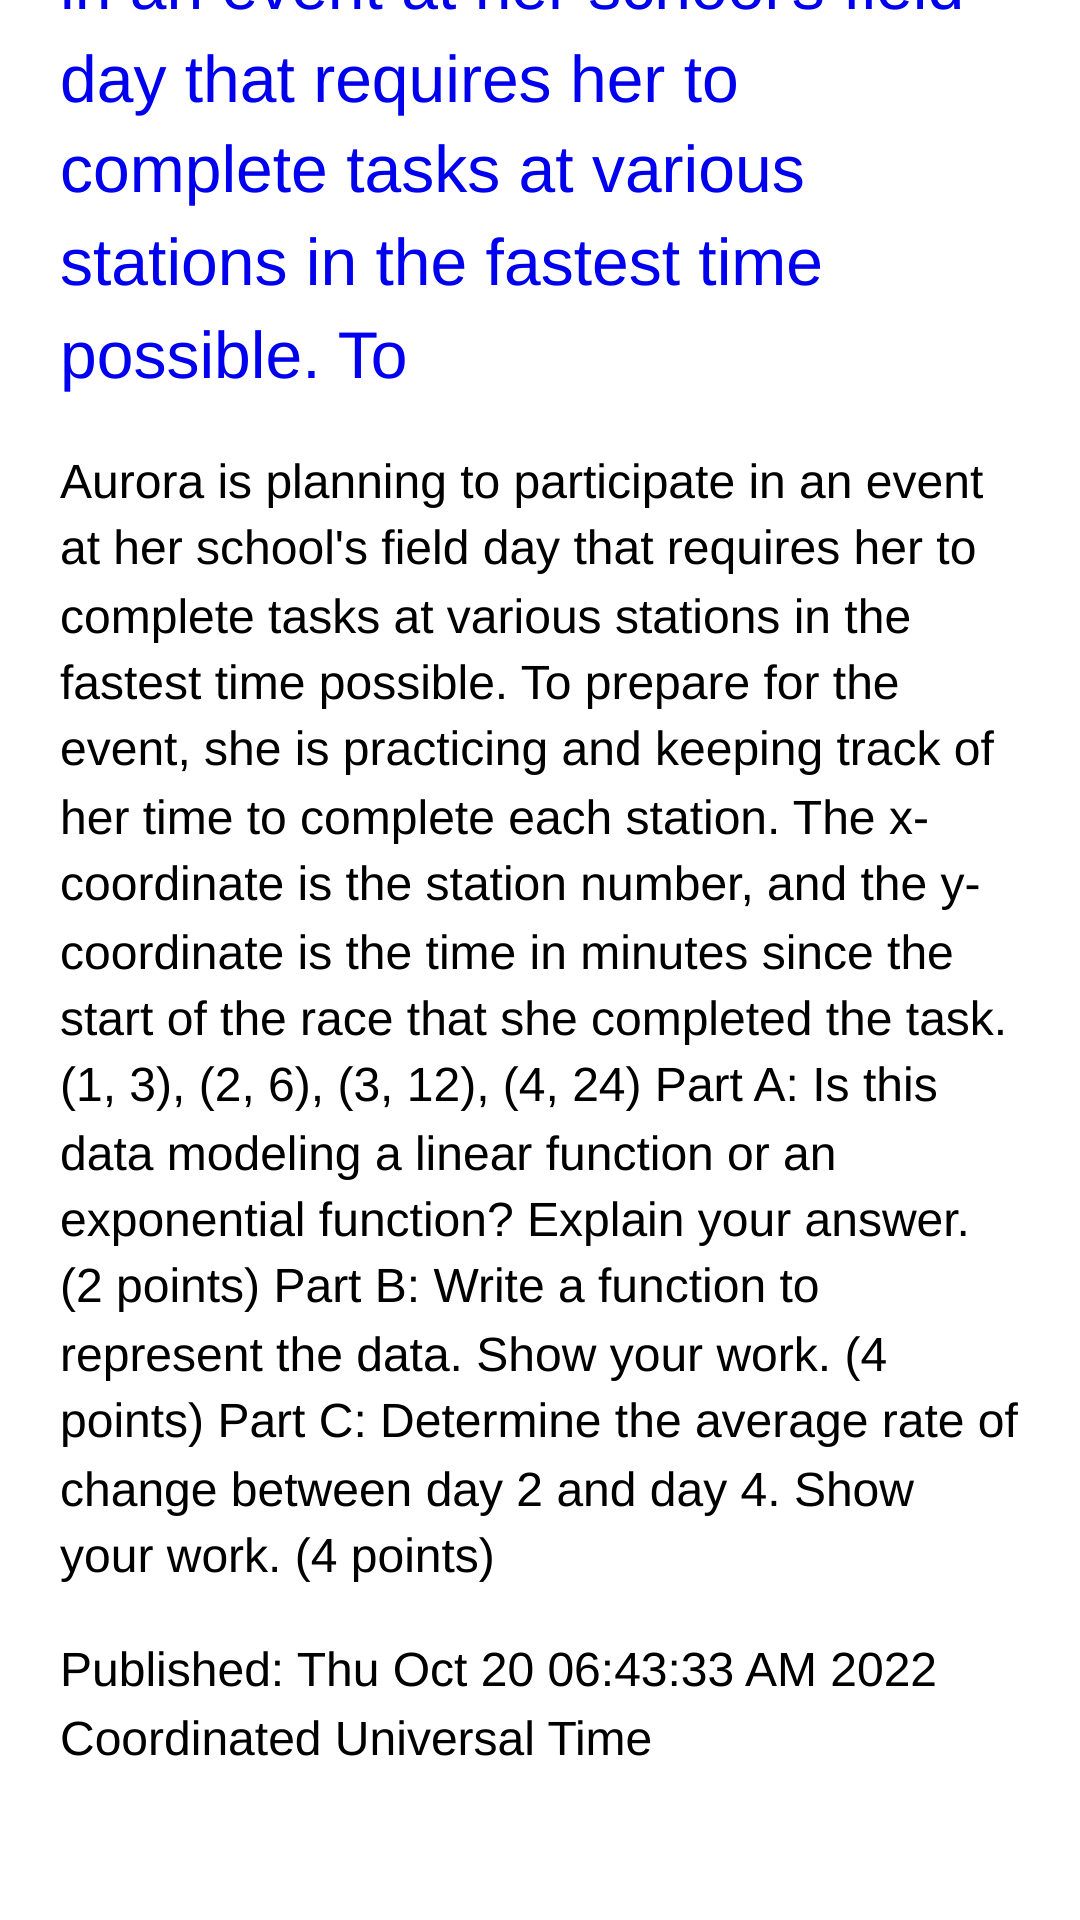 in an event at her school's field
day that requires her to
complete tasks at various
stations in the fastest time
possible. To
Aurora is planning to participate in an event
at her school's field day that requires her to
complete tasks at various stations in the
fastest time possible. To prepare for the
event, she is practicing and keeping track of
her time to complete each station. The x-
coordinate is the station number, and the y-
coordinate is the time in minutes since the
start of the race that she completed the task.
(1, 3), (2, 6), (3, 12), (4, 24) Part A: Is this
data modeling a linear function or an
exponential function? Explain your answer.
(2 points) Part B: Write a function to
represent the data. Show your work. (4
points) Part C: Determine the average rate of
change between day 2 and day 4. Show
your work. (4 points)
Published: Thu Oct 20 06:43:33 AM 2022
Coordinated Universal Time